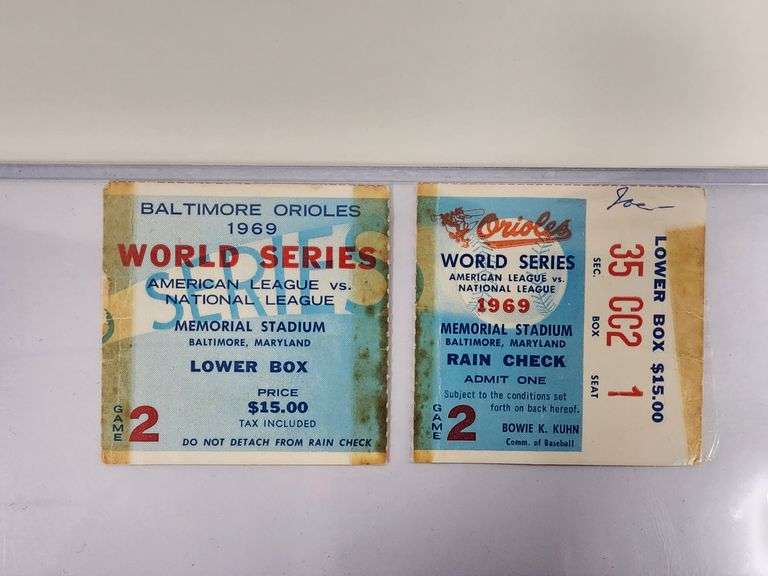 BALTIMORE ORIOLES
1969
WORLD SERIES
SERIES
AMERICAN LEAGUE vs.
NATIONAL LEAGUE
MEMORIAL STADIUM
BALTIMORE, MARYLAND
LOWER BOX
PRICE
$15.00
TAX INCLUDED
GAME 2
DO NOT DETACH FROM RAIN CHECK
Orioles
WORLD SERIES
AMERICAN LEAGUE vs.
NATIONAL LEAGUE
1969
MEMORIAL STADIUM
BALTIMORE, MARYLAND
RAIN CHECK
ADMIT ONE
Subject to the conditions set
forth on back hereof.
GAME 2
BOWIE K. KUHN
Comm. of Baseball
SEC. BOX SEAT
35 CC2 1
LOWER BOX $15.00